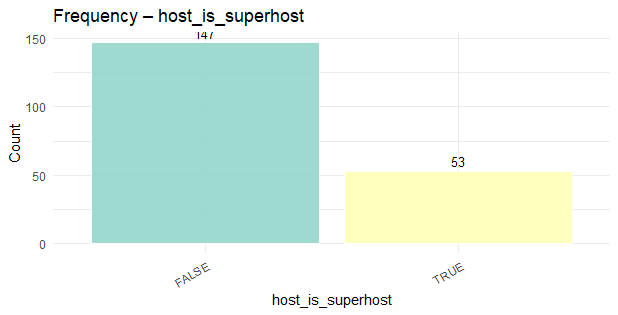 Frequency – host_is_superhost
147
53
150
100
50
0
Count
FALSE
TRUE
host_is_superhost